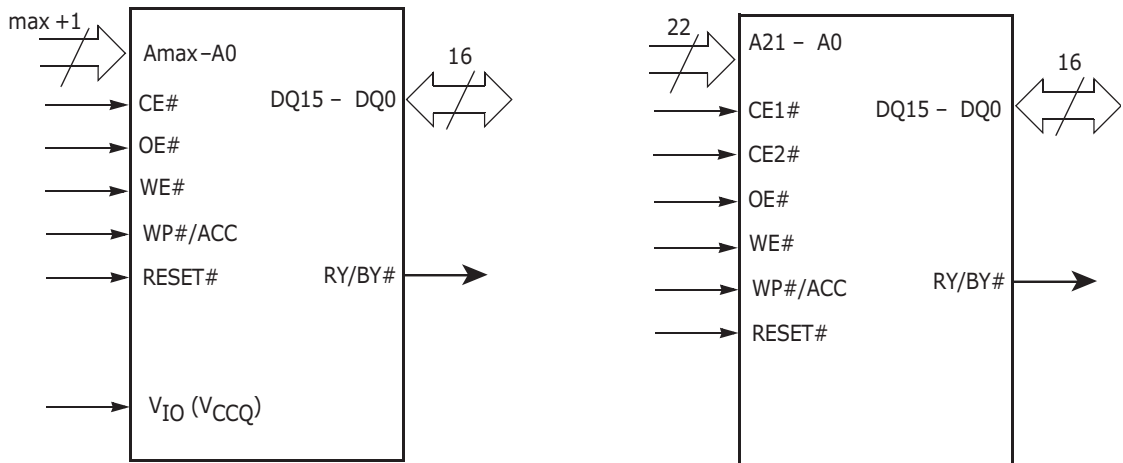 max +1
Amax–A0
16
CE#
DQ15 – DQ0
OE#
WE#
WP#/ACC
RESET#
RY/BY#
VIO (VCCQ)
22
A21 – A0
16
CE1#
DQ15 – DQ0
CE2#
OE#
WE#
WP#/ACC
RY/BY#
RESET#